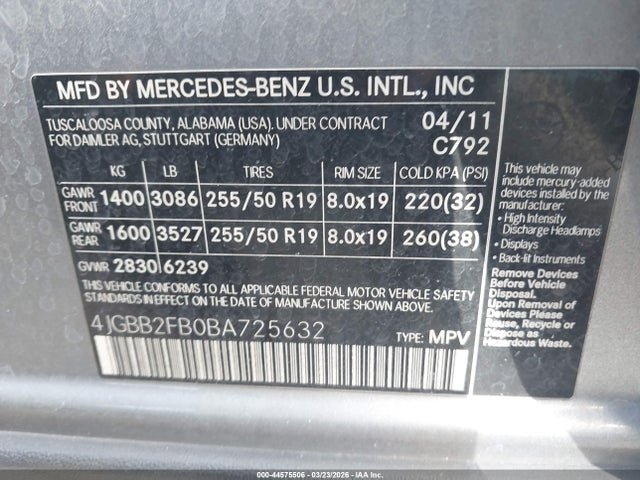 MFD BY MERCEDES-BENZ U.S. INTL., INC
TUSCALOOSA COUNTY, ALABAMA (USA). UNDER CONTRACT
FOR DAIMLER AG, STUTTGART (GERMANY)
04/11
C792
KG LB TIRES RIM SIZE COLD KPA (PSI)
GAWR FRONT 1400 3086 255/50 R19 8.0x19 220(32)
GAWR REAR 1600 3527 255/50 R19 8.0x19 260(38)
GVWR 2830 6239
THIS VEHICLE CONFORMS TO ALL APPLICABLE FEDERAL MOTOR VEHICLE SAFETY
STANDARDS IN EFFECT ON THE DATE OF MANUFACTURE SHOWN ABOVE.
4JGBB2FB0BA725632
TYPE: MPV
This vehicle may
include mercury-added
devices installed by the
manufacturer:
• High Intensity
Discharge Headlamps
• Displays
• Back-lit Instruments
Remove Devices
Before Vehicle
Disposal.
Upon Removal of
Devices Please
Reuse, Recycle or
Dispose as
Hazardous Waste.
000-44575506 - 03/23/2026 - IAA Inc.